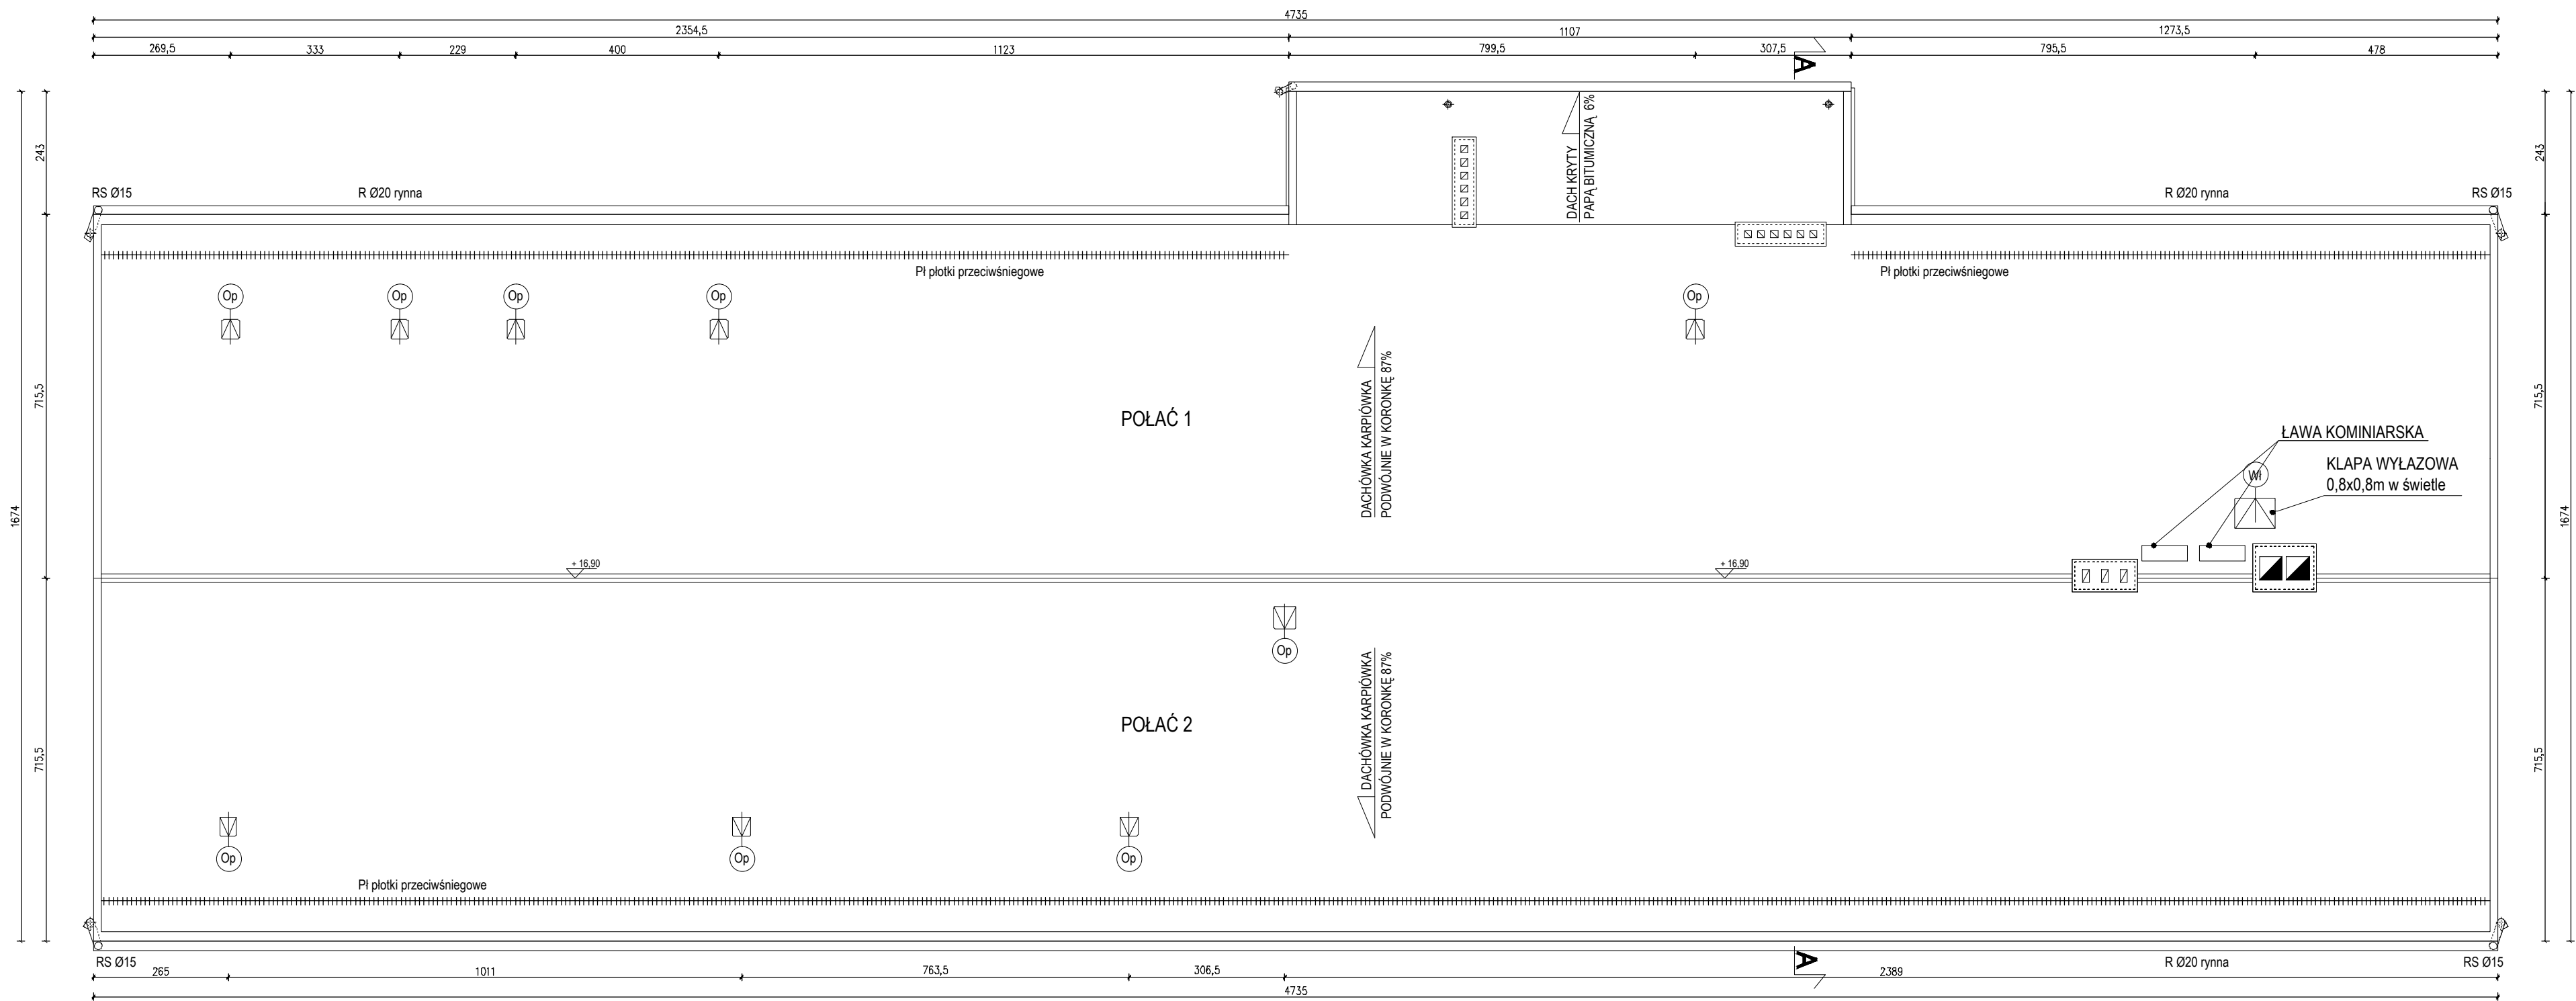 4735
2354,5
1107
1273,5
269,5
333
229
400
1123
799,5
307,5
795,5
478
A
243
243
DACH KRYTY
PAPĄ BITUMICZNĄ 6%
RS Ø15
R Ø20 rynna
R Ø20 rynna
RS Ø15
Pł płotki przeciwśniegowe
Pł płotki przeciwśniegowe
Op
Op
Op
Op
Op
715,5
715,5
DACHÓWKA KARPIÓWKA
PODWÓJNIE W KORONKĘ 87%
POŁAĆ 1
ŁAWA KOMINIARSKA
KLAPA WYŁAZOWA
0,8x0,8m w świetle
Wł
1674
1674
+ 16,90
+ 16,90
Op
POŁAĆ 2
DACHÓWKA KARPIÓWKA
PODWÓJNIE W KORONKĘ 87%
715,5
715,5
Op
Op
Op
Pł płotki przeciwśniegowe
RS Ø15
A
R Ø20 rynna
RS Ø15
265
1011
763,5
306,5
2389
4735